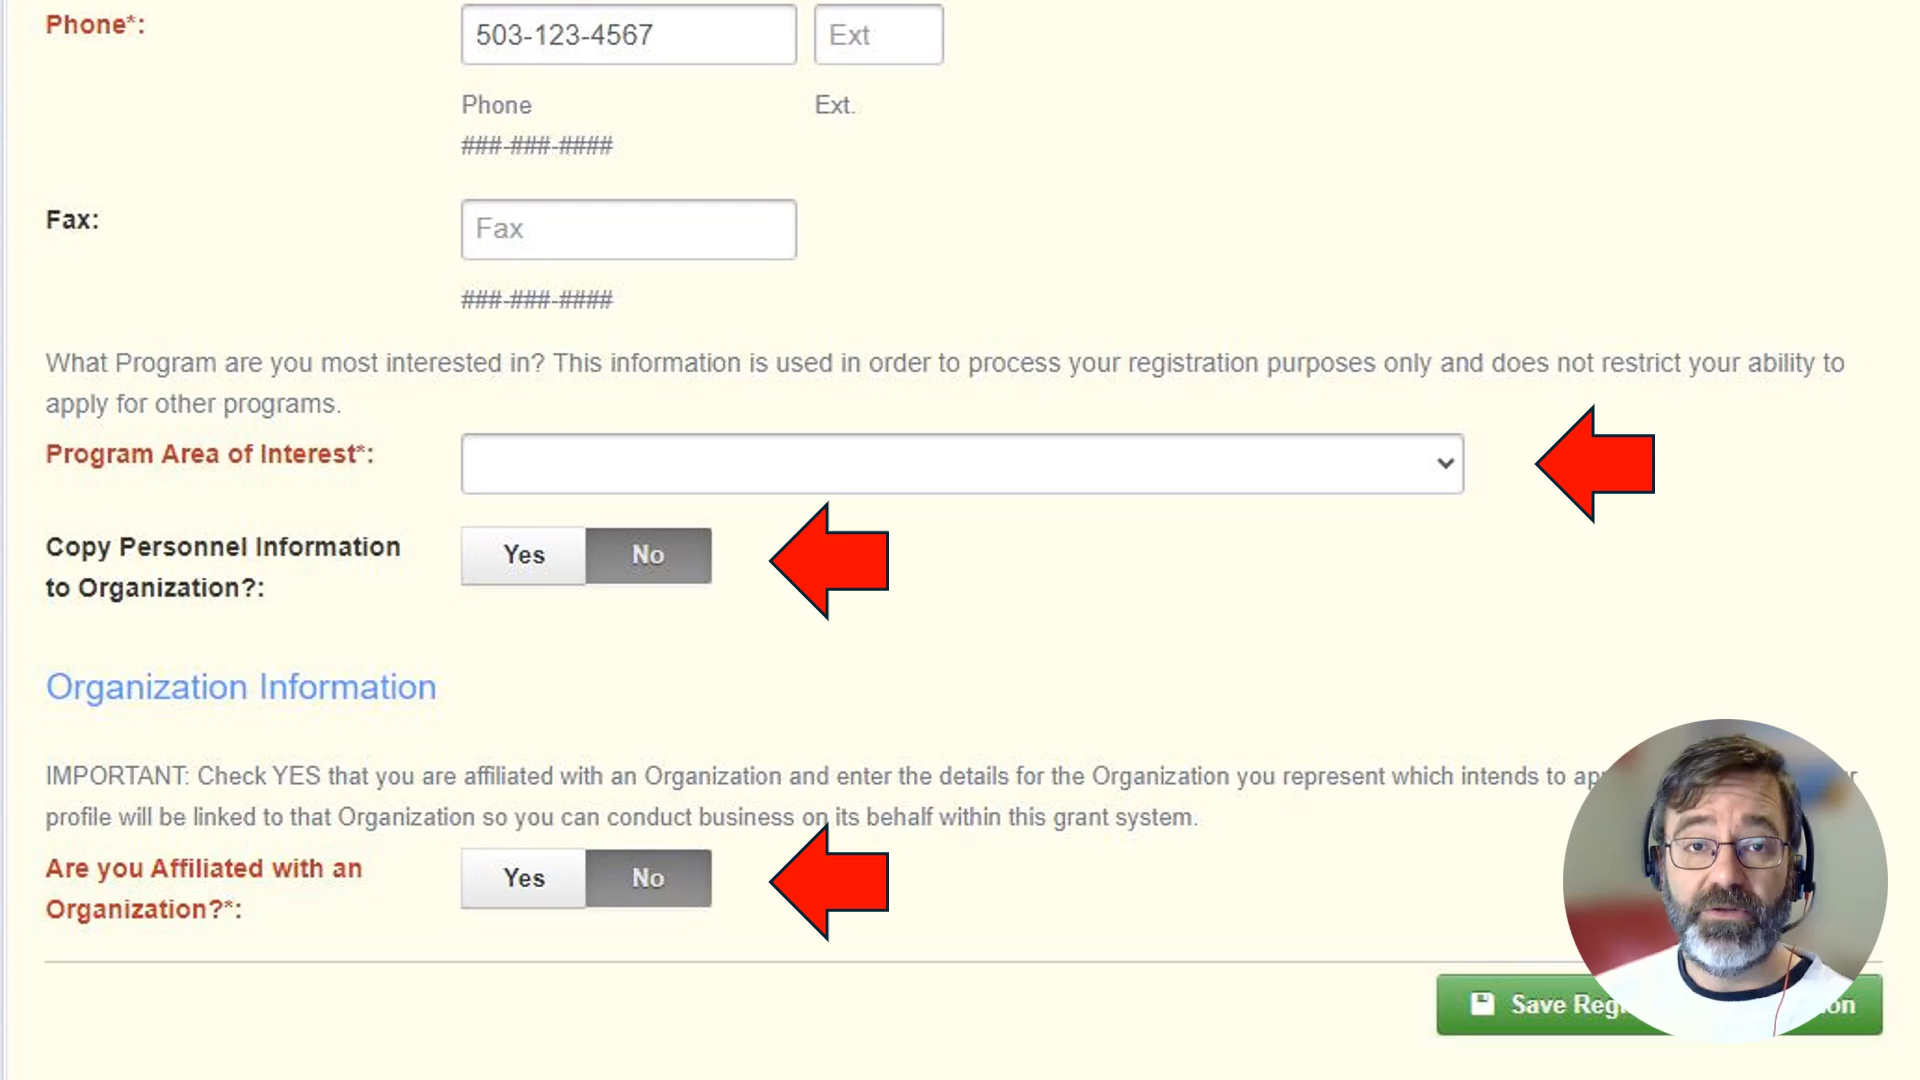 Phone*:
503-123-4567
Ext
Phone
Ext.
###-###-####
Fax:
Fax
###-###-####
What Program are you most interested in? This information is used in order to process your registration purposes only and does not restrict your ability to
apply for other programs.
Program Area of Interest*:
Copy Personnel Information
to Organization?:
Yes
No
Organization Information
IMPORTANT: Check YES that you are affiliated with an Organization and enter the details for the Organization you represent which intends to
profile will be linked to that Organization so you can conduct business on its behalf within this grant system.
Are you Affiliated with an
Organization?*:
Yes
No
Save